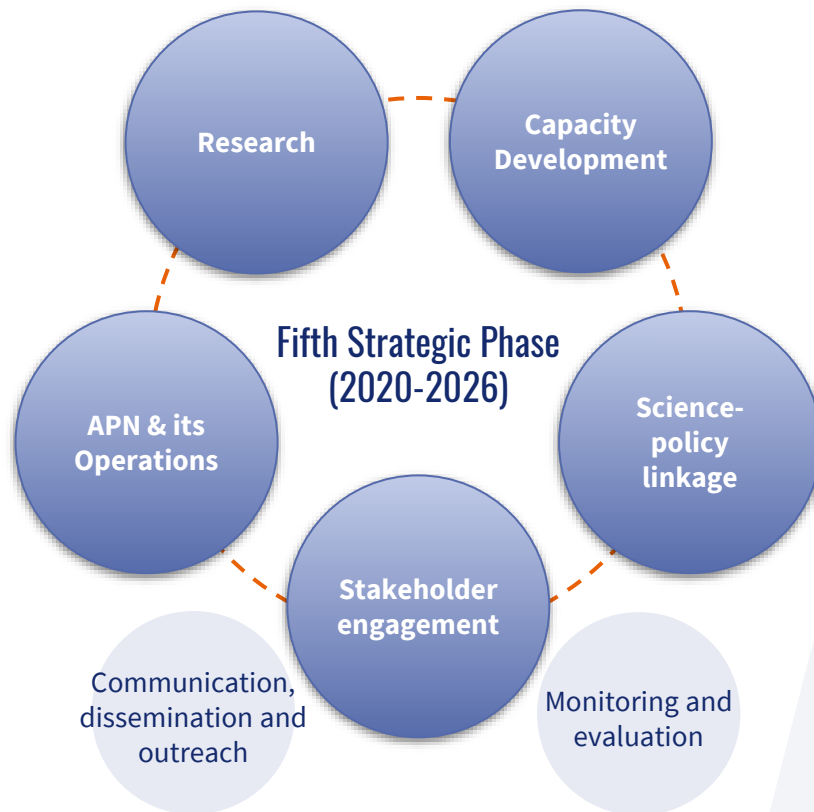 Research
Capacity
Development
Fifth Strategic Phase
(2020-2026)
APN & its
Operations
Science-
policy
linkage
Stakeholder
engagement
Communication,
dissemination and
outreach
Monitoring and
evaluation